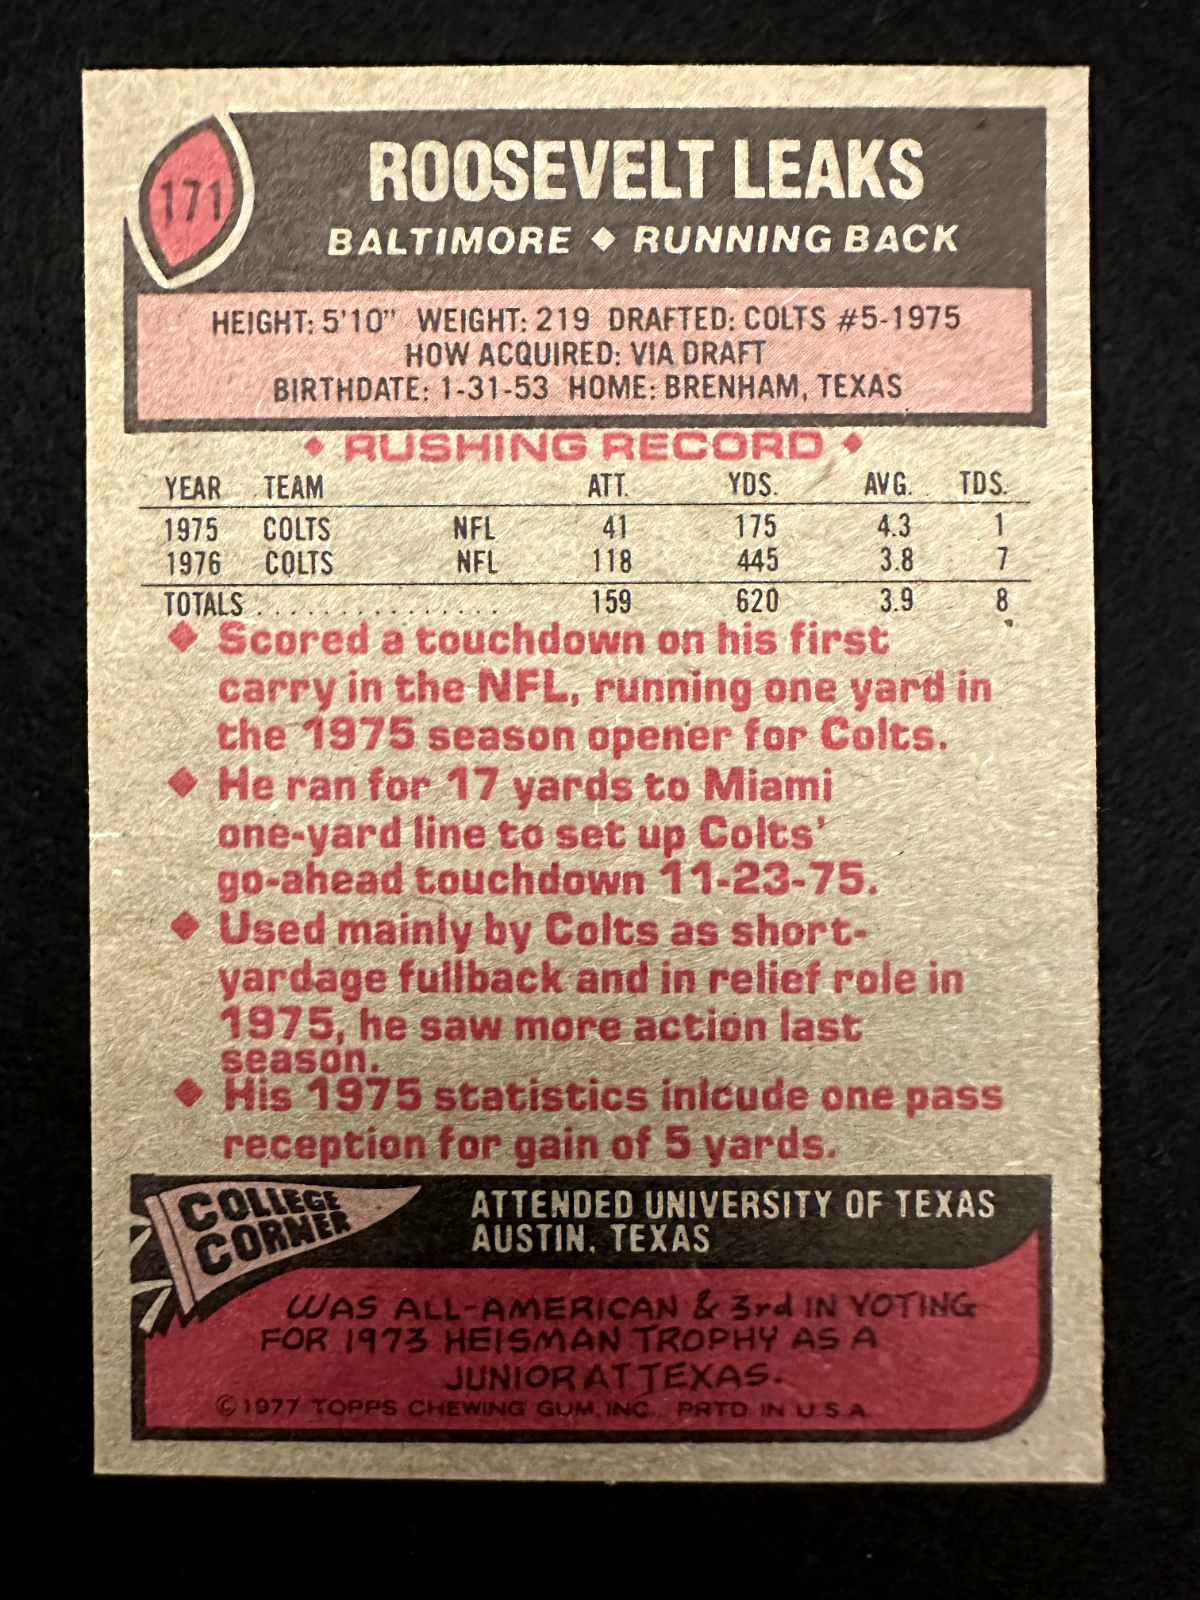 171
ROOSEVELT LEAKS
BALTIMORE ◆ RUNNING BACK
HEIGHT: 5'10" WEIGHT: 219 DRAFTED: COLTS #5-1975
HOW ACQUIRED: VIA DRAFT
BIRTHDATE: 1-31-53 HOME: BRENHAM, TEXAS
◆ RUSHING RECORD ◆
YEAR TEAM ATT. YDS. AVG. TDS.
1975 COLTS NFL 41 175 4.3 1
1976 COLTS NFL 118 445 3.8 7
TOTALS . . . . . . . . . . . . . . . 159 620 3.9 8
◆ Scored a touchdown on his first
carry in the NFL, running one yard in
the 1975 season opener for Colts.
◆ He ran for 17 yards to Miami
one-yard line to set up Colts'
go-ahead touchdown 11-23-75.
◆ Used mainly by Colts as short-
yardage fullback and in relief role in
1975, he saw more action last
season.
◆ His 1975 statistics inlcude one pass
reception for gain of 5 yards.
COLLEGE
CORNER
ATTENDED UNIVERSITY OF TEXAS
AUSTIN, TEXAS
WAS ALL-AMERICAN & 3rd IN VOTING
FOR 1973 HEISMAN TROPHY AS A
JUNIOR AT TEXAS.
© 1977 TOPPS CHEWING GUM, INC. PRTD IN U.S.A.